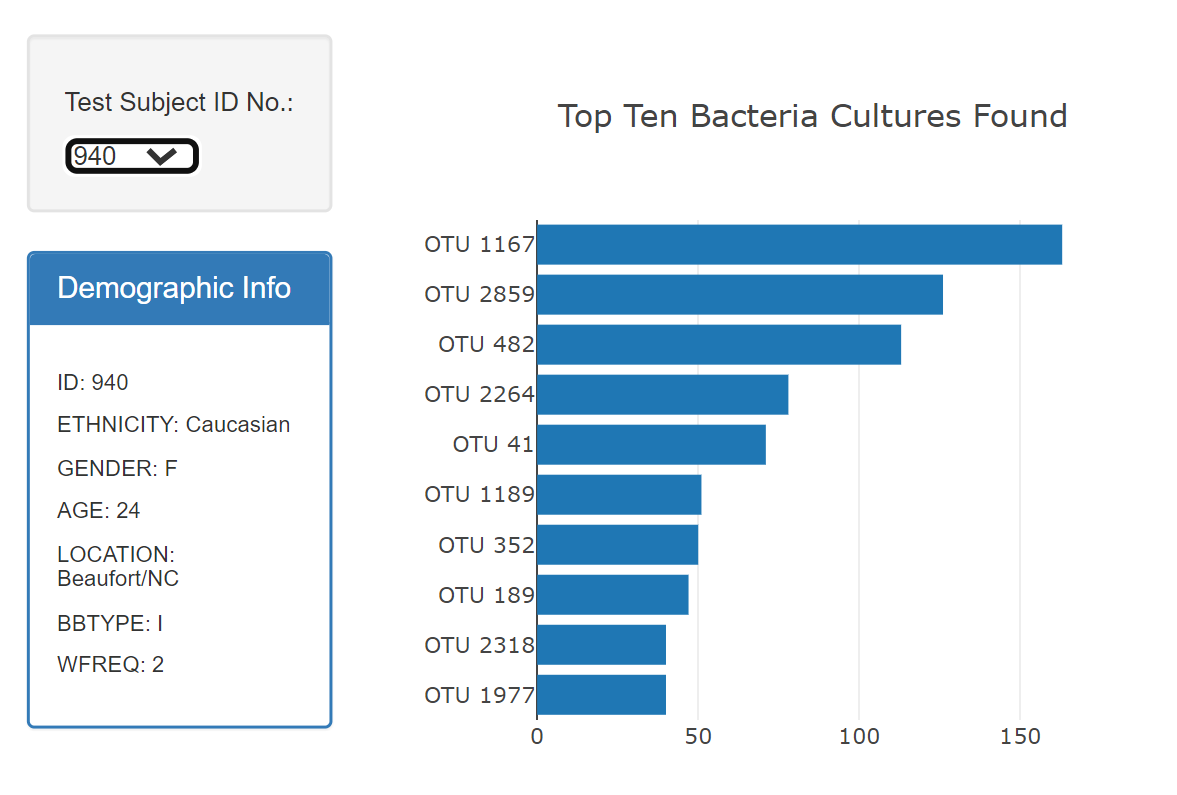 Test Subject ID No.:
940
Demographic Info
ID: 940
ETHNICITY: Caucasian
GENDER: F
AGE: 24
LOCATION:
Beaufort/NC
BBTYPE: I
WFREQ: 2
Top Ten Bacteria Cultures Found
OTU 1167
OTU 2859
OTU 482
OTU 2264
OTU 41
OTU 1189
OTU 352
OTU 189
OTU 2318
OTU 1977
0 50 100 150